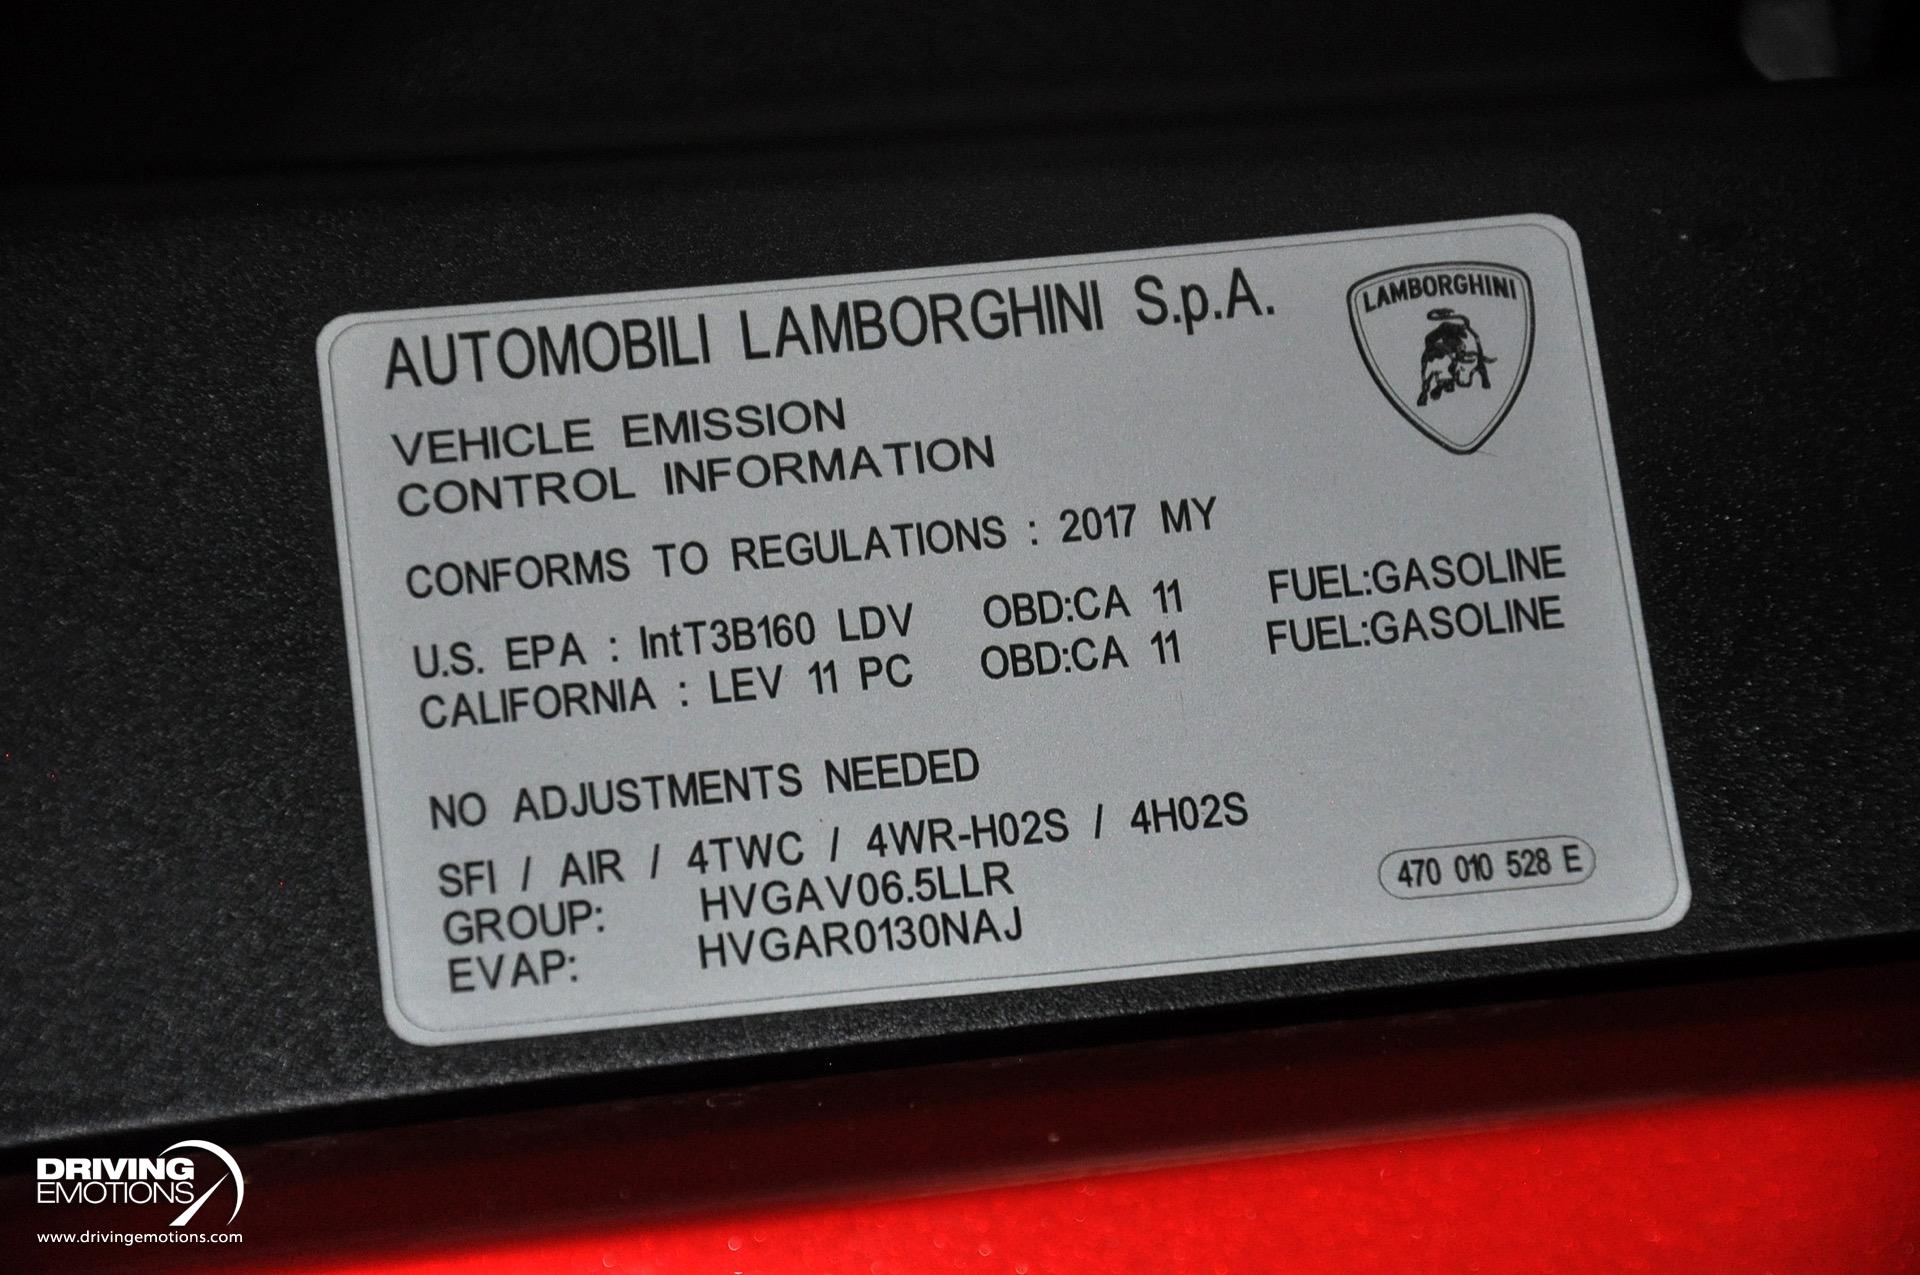 AUTOMOBILI LAMBORGHINI S.p.A.
LAMBORGHINI
VEHICLE EMISSION
CONTROL INFORMATION
CONFORMS TO REGULATIONS : 2017 MY
U.S. EPA : IntT3B160 LDV OBD:CA 11 FUEL:GASOLINE
CALIFORNIA : LEV 11 PC OBD:CA 11 FUEL:GASOLINE
NO ADJUSTMENTS NEEDED
SFI / AIR / 4TWC / 4WR-H02S / 4H02S
GROUP: HVGAV06.5LLR
EVAP: HVGAR0130NAJ
470 010 528 E
DRIVING
EMOTIONS
www.drivingemotions.com